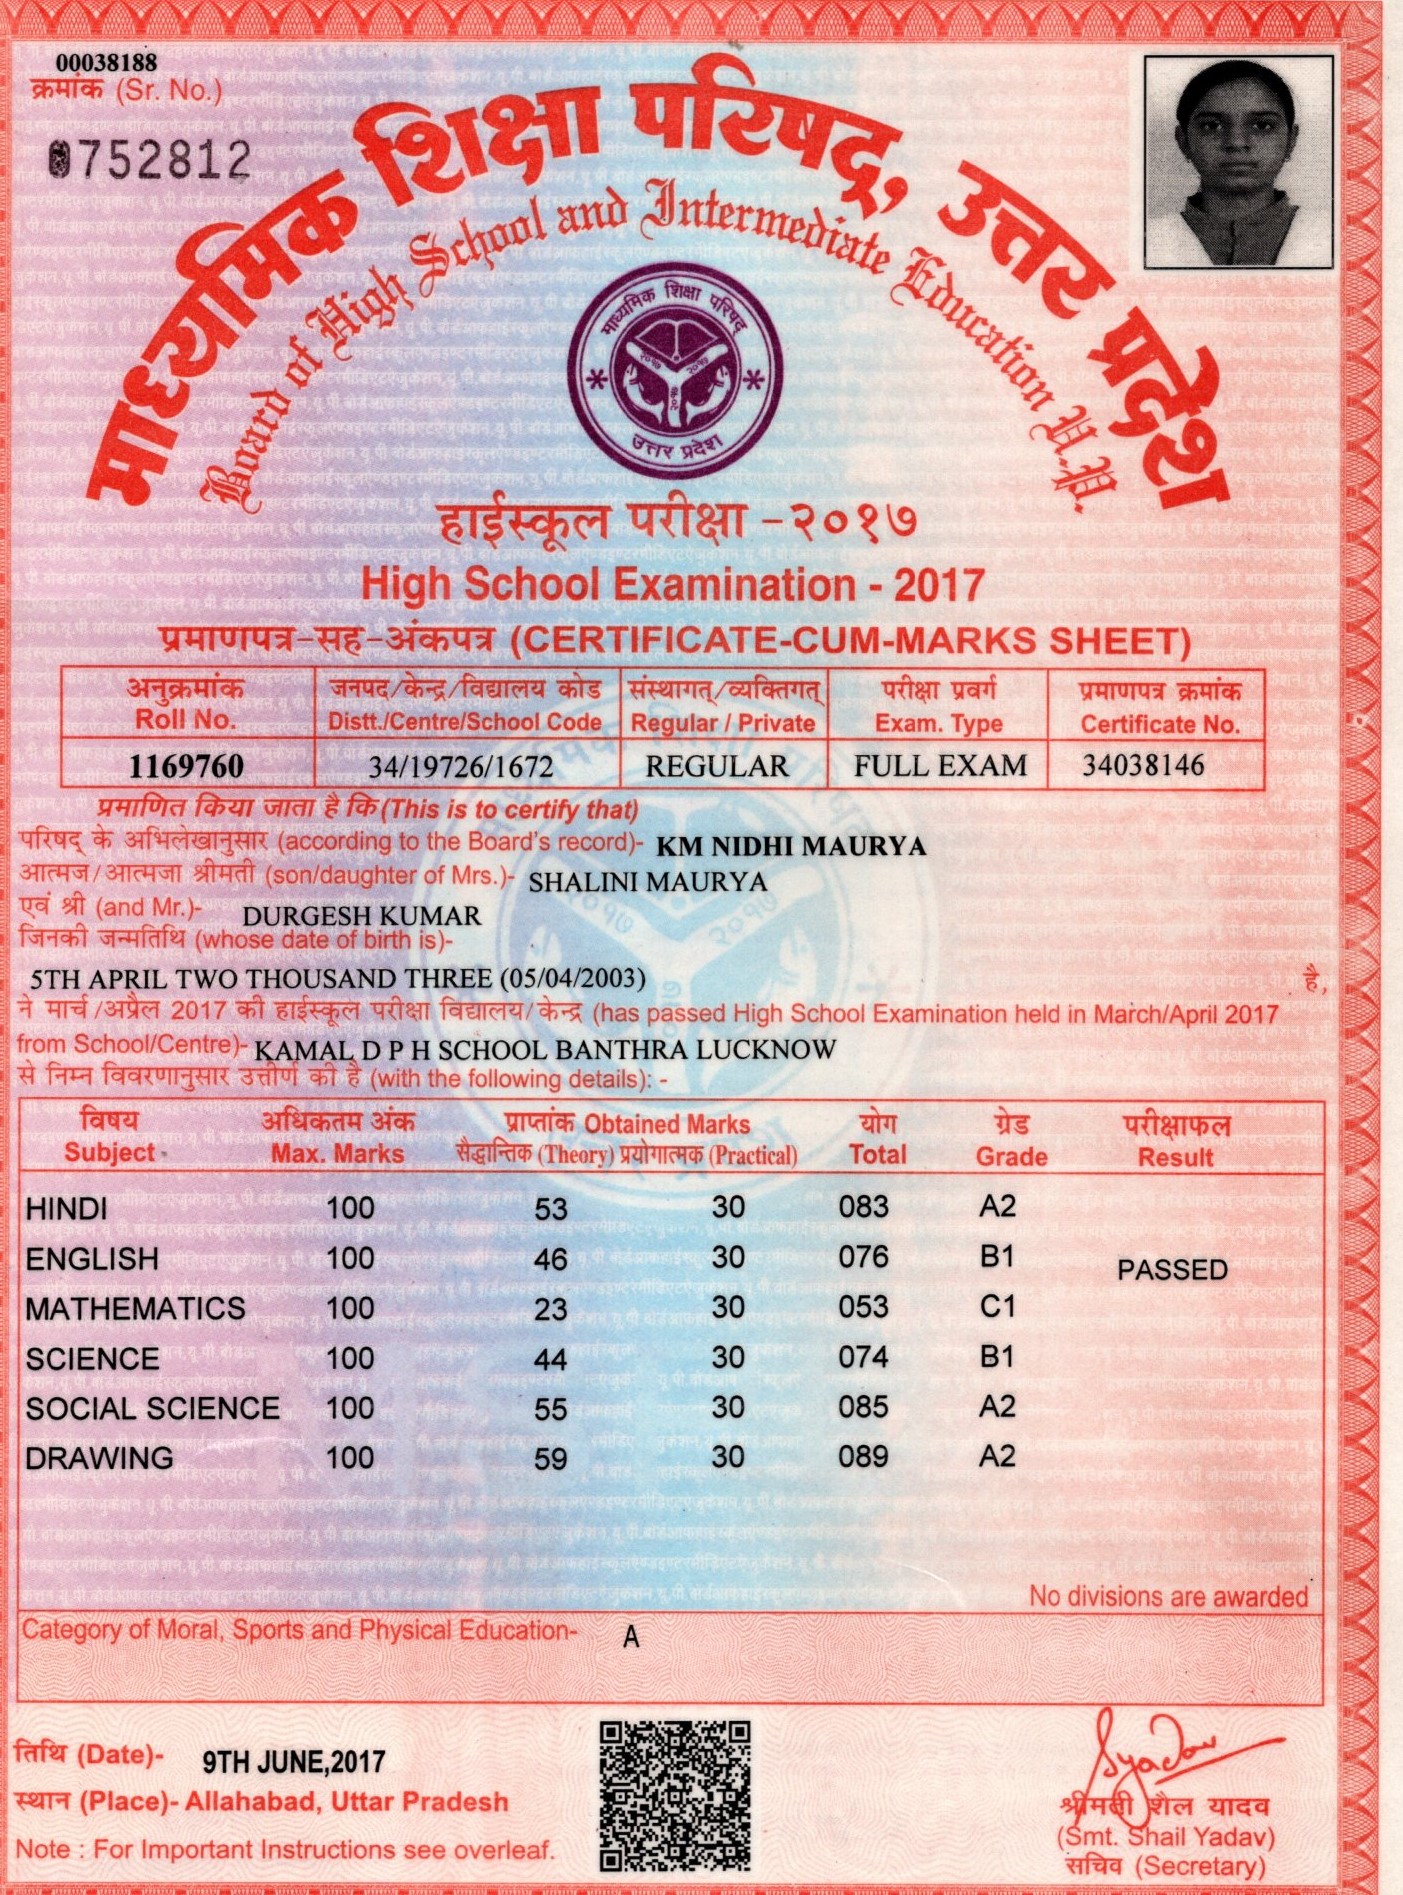 00038188
क्रमांक (Sr. No.)
0752812
माध्यमिक शिक्षा परिषद्, उत्तर प्रदेश
Board of High School and Intermediate Education U.P.
माध्यमिक शिक्षा परिषद्
२०१७ २०१७
२०१७
उत्तर प्रदेश
हाईस्कूल परीक्षा - २०१७
High School Examination - 2017
प्रमाणपत्र-सह-अंकपत्र (CERTIFICATE-CUM-MARKS SHEET)
अनुक्रमांक जनपद/केन्द्र/विद्यालय कोड संस्थागत्/व्यक्तिगत् परीक्षा प्रवर्ग प्रमाणपत्र क्रमांक
Roll No. Distt./Centre/School Code Regular / Private Exam. Type Certificate No.
1169760 34/19726/1672 REGULAR FULL EXAM 34038146
प्रमाणित किया जाता है कि (This is to certify that)
परिषद् के अभिलेखानुसार (according to the Board's record)- KM NIDHI MAURYA
आत्मज/आत्मजा श्रीमती (son/daughter of Mrs.)- SHALINI MAURYA
एवं श्री (and Mr.)- DURGESH KUMAR
जिनकी जन्मतिथि (whose date of birth is)-
5TH APRIL TWO THOUSAND THREE (05/04/2003) है,
ने मार्च/अप्रैल 2017 की हाईस्कूल परीक्षा विद्यालय/केन्द्र (has passed High School Examination held in March/April 2017
from School/Centre)- KAMAL D P H SCHOOL BANTHRA LUCKNOW
से निम्न विवरणानुसार उत्तीर्ण की है (with the following details): -
विषय अधिकतम अंक प्राप्तांक Obtained Marks योग ग्रेड परीक्षाफल
Subject Max. Marks सैद्धान्तिक (Theory) प्रयोगात्मक (Practical) Total Grade Result
HINDI 100 53 30 083 A2
ENGLISH 100 46 30 076 B1 PASSED
MATHEMATICS 100 23 30 053 C1
SCIENCE 100 44 30 074 B1
SOCIAL SCIENCE 100 55 30 085 A2
DRAWING 100 59 30 089 A2
No divisions are awarded
Category of Moral, Sports and Physical Education- A
तिथि (Date)- 9TH JUNE,2017
स्थान (Place)- Allahabad, Uttar Pradesh
Note : For Important Instructions see overleaf.
Syadav
श्रीमती शैल यादव
(Smt. Shail Yadav)
सचिव (Secretary)